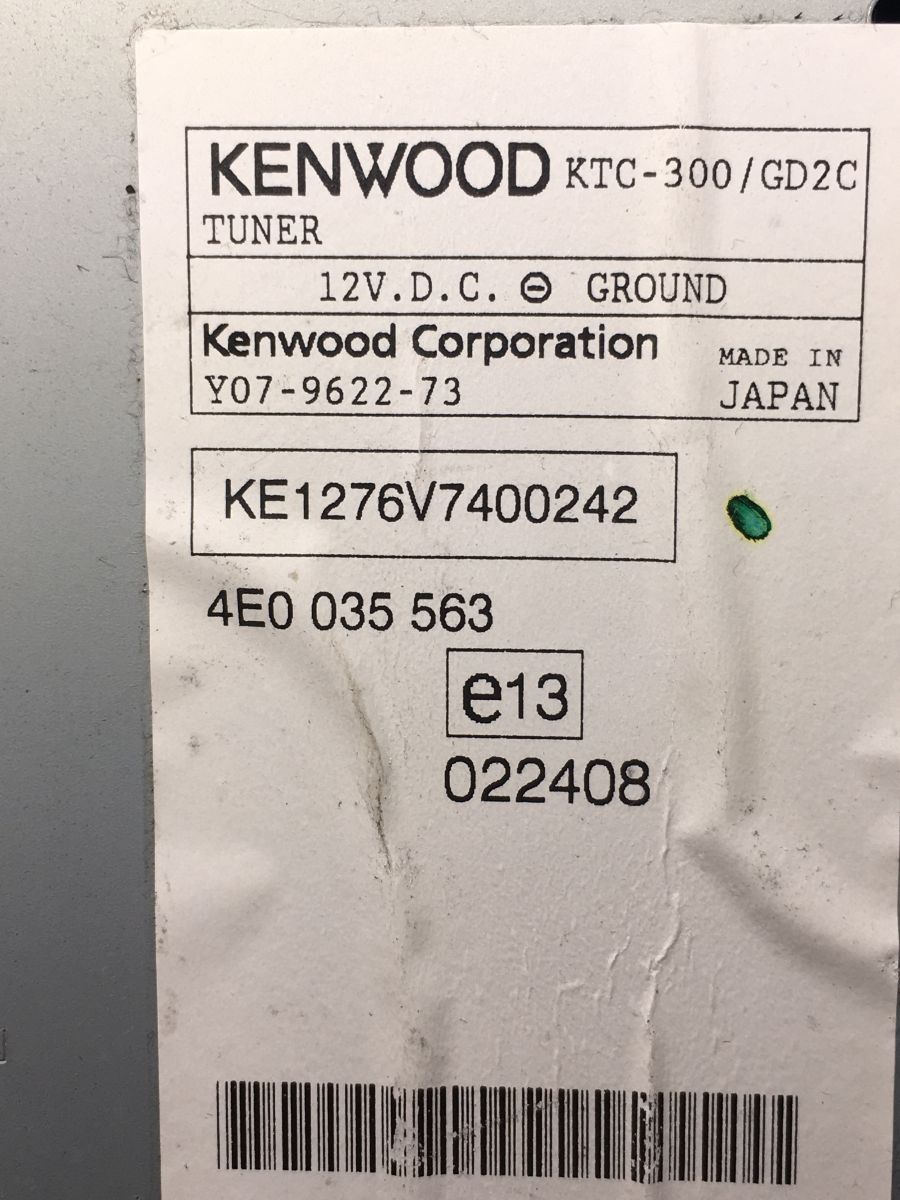 KENWOOD KTC-300/GD2C
TUNER
12V.D.C. ⊖ GROUND
Kenwood Corporation
MADE IN
Y07-9622-73
JAPAN
KE1276V7400242
4E0 035 563
e13
022408